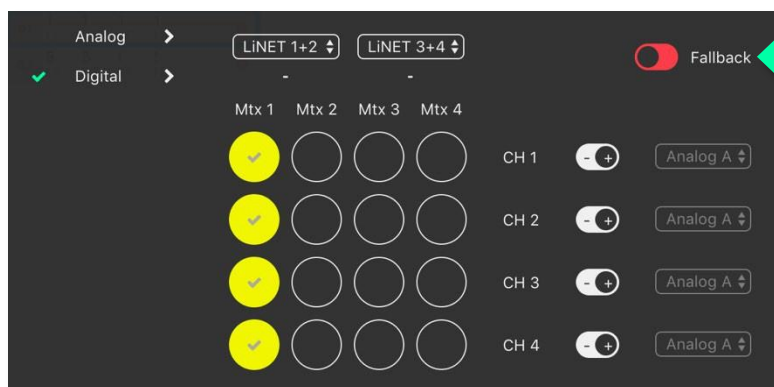 Analog
LiNET 1+2 LiNET 3+4
Fallback
Digital
- -
Mtx 1 Mtx 2 Mtx 3 Mtx 4
CH 1 - + Analog A
CH 2 - + Analog A
CH 3 - + Analog A
CH 4 - + Analog A